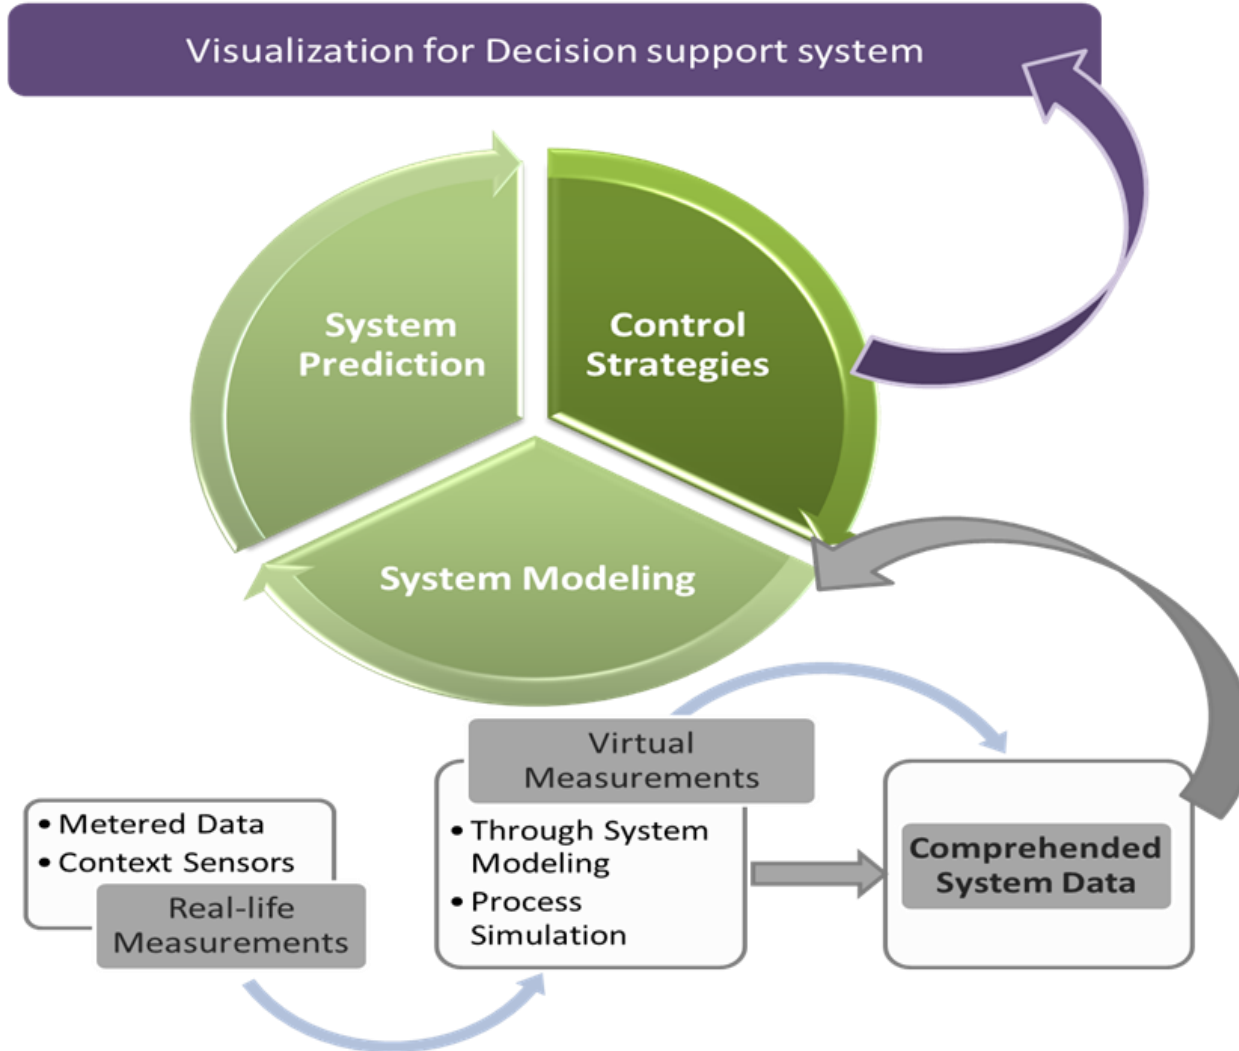 Visualization for Decision support system
System
Prediction
Control
Strategies
System Modeling
Virtual
Measurements
• Metered Data
• Context Sensors
Real-life
Measurements
• Through System
Modeling
• Process
Simulation
Comprehended
System Data